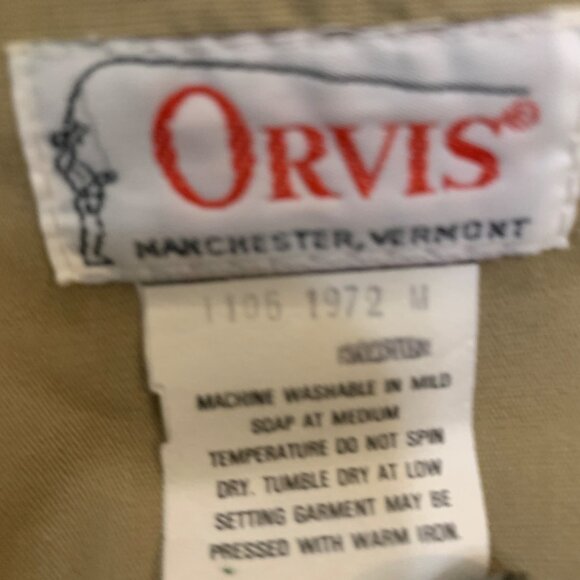 ORVIS®
MANCHESTER, VERMONT
1105 1972 M
MACHINE WASHABLE IN MILD
SOAP AT MEDIUM
TEMPERATURE DO NOT SPIN
DRY. TUMBLE DRY AT LOW
SETTING GARMENT MAY BE
PRESSED WITH WARM IRON.